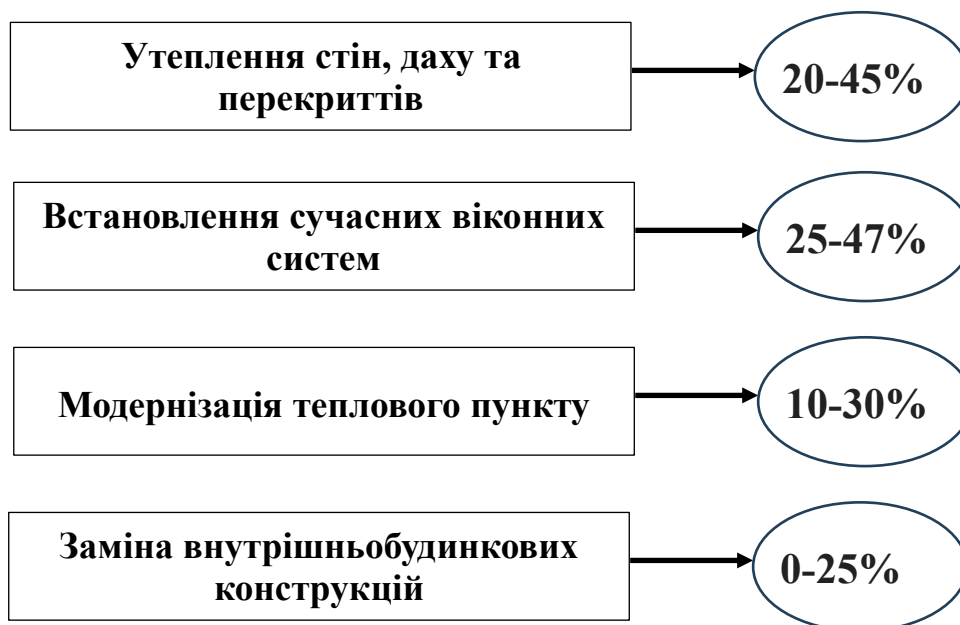 Утеплення стін, даху та
перекриттів
20-45%
Встановлення сучасних віконних
систем
25-47%
Модернізація теплового пункту
10-30%
Заміна внутрішньобудинкових
конструкцій
0-25%